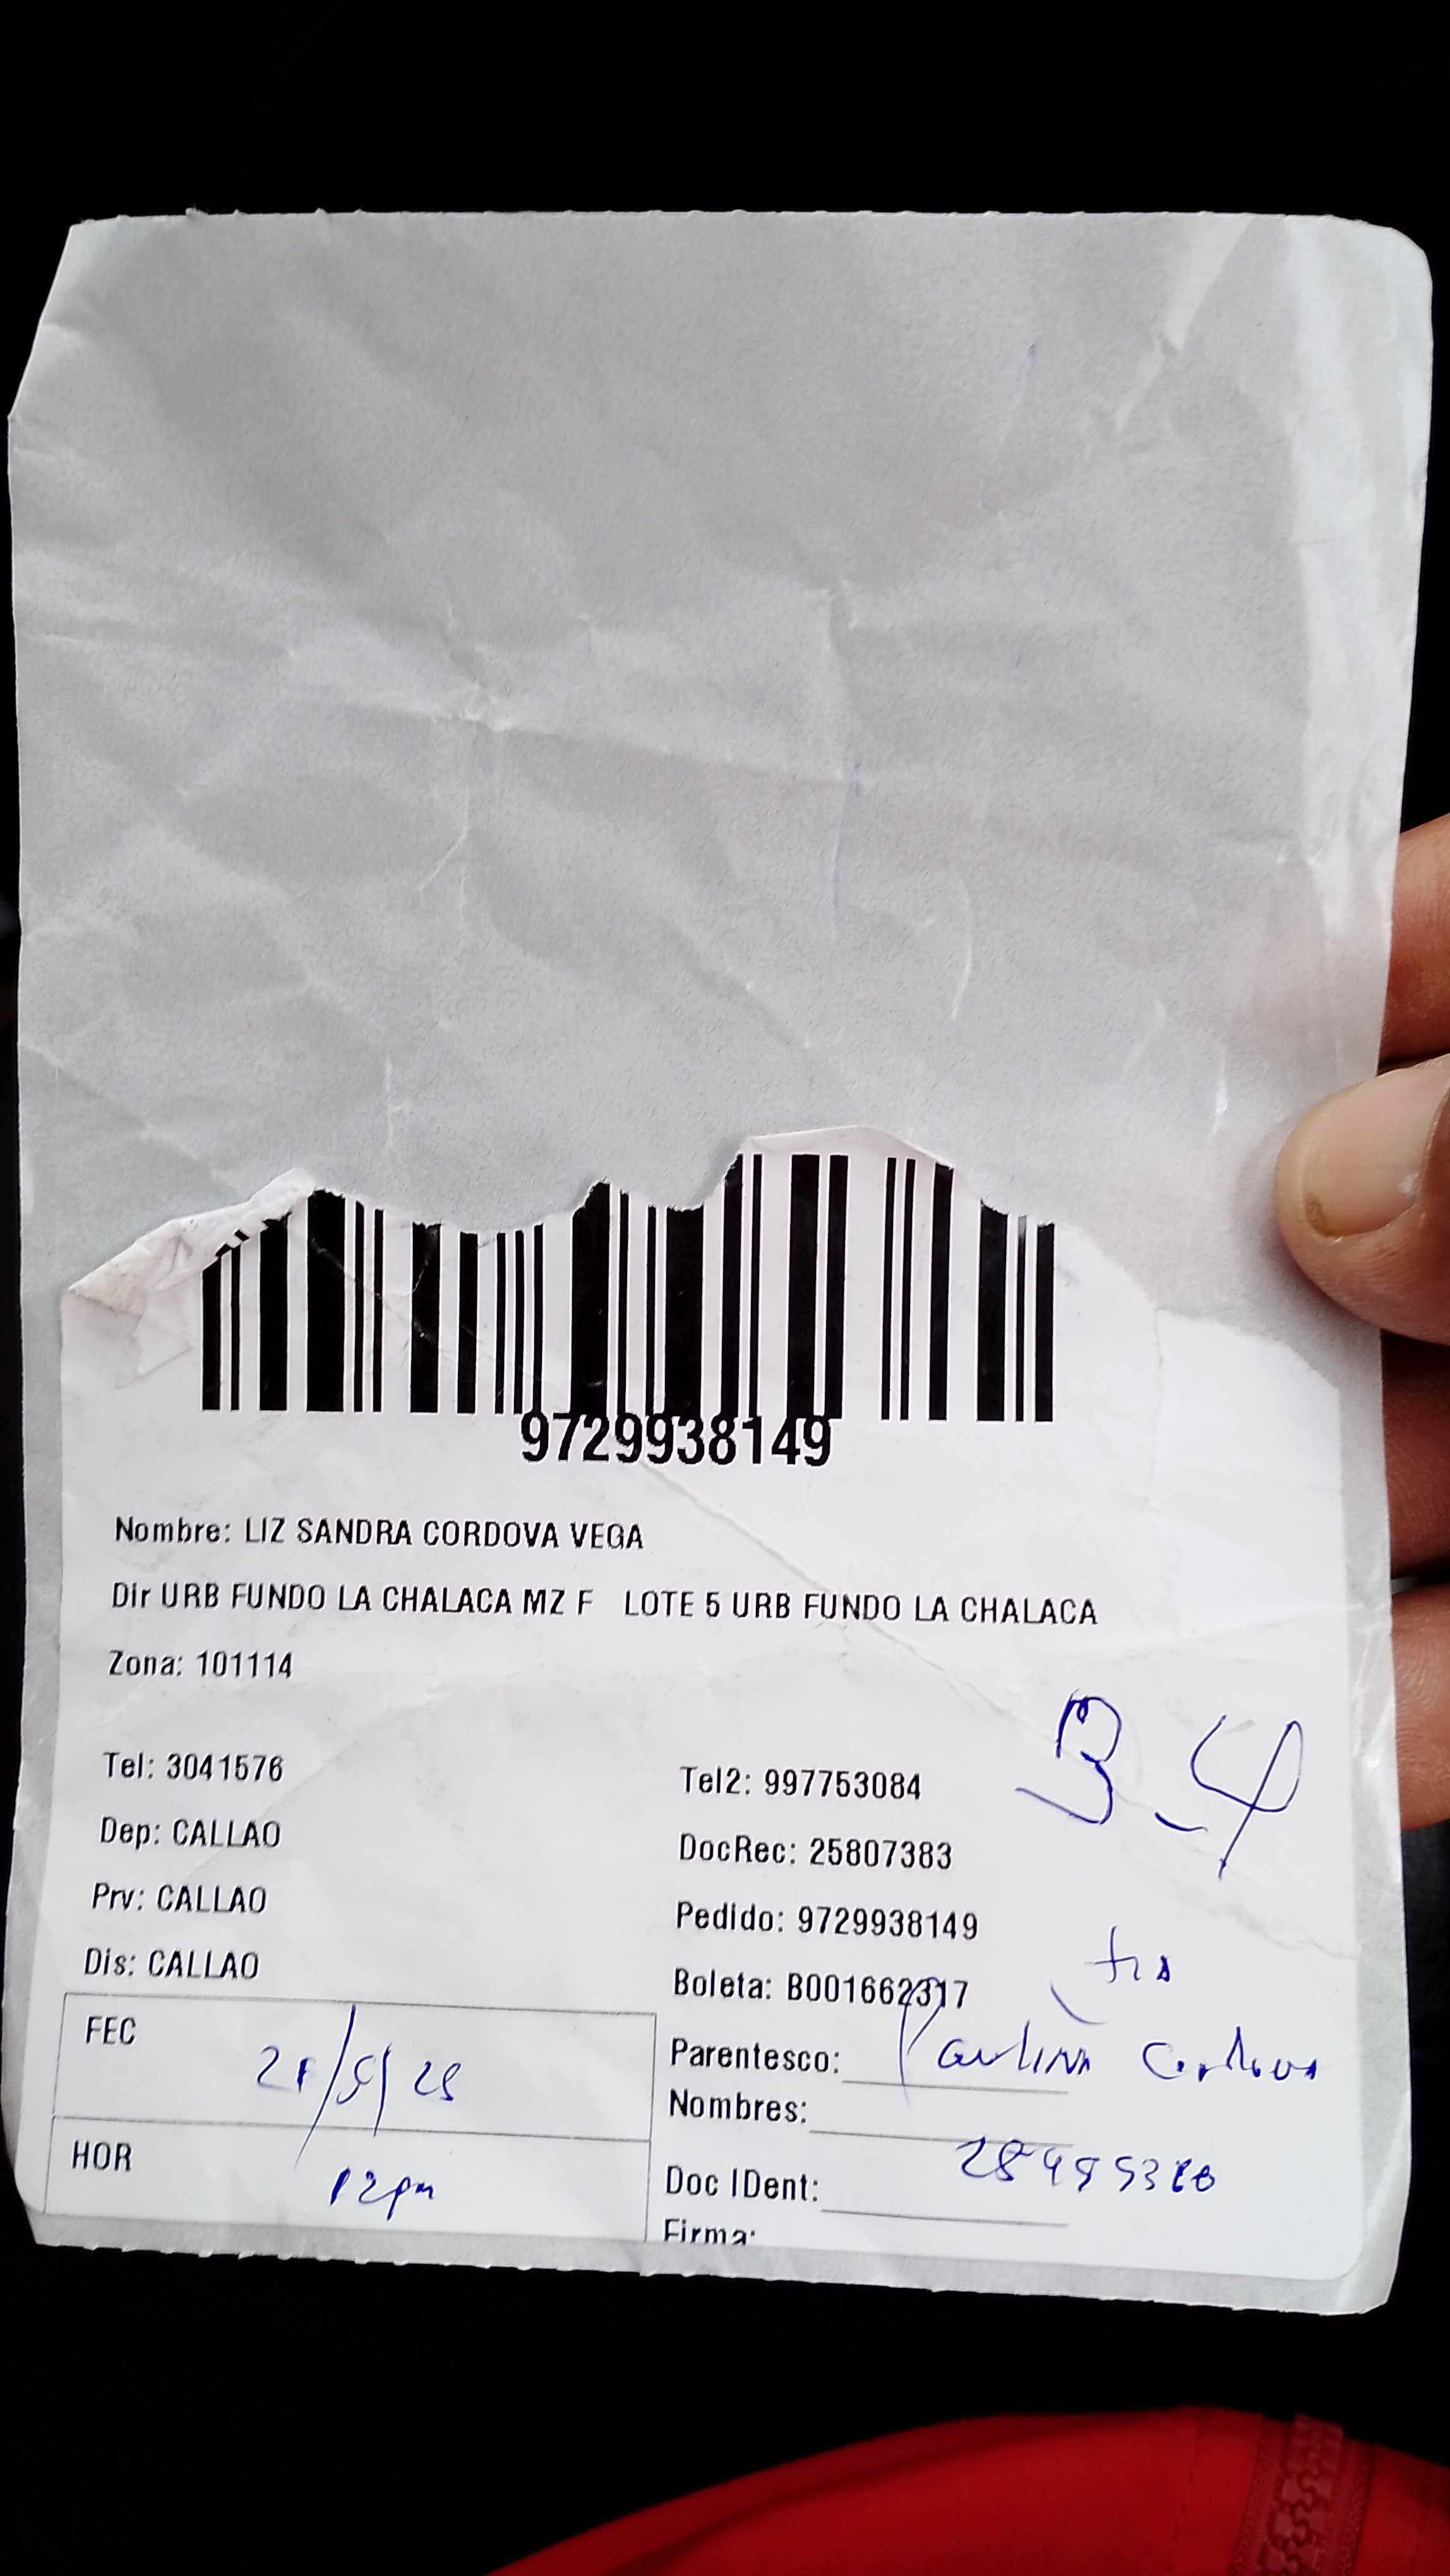 9729938149
Nombre: LIZ SANDRA CORDOVA VEGA
Dir URB FUNDO LA CHALACA MZ F LOTE 5 URB FUNDO LA CHALACA
Zona: 101114
B-4
Tel: 3041576 Tel2: 997753084
Dep: CALLAO DocRec: 25807383
Prv: CALLAO Pedido: 9729938149
Dis: CALLAO Boleta: B001662317
FEC
Parentesco: Cordova
Nombres:
HOR 12pm
Doc IDent:
Firma: